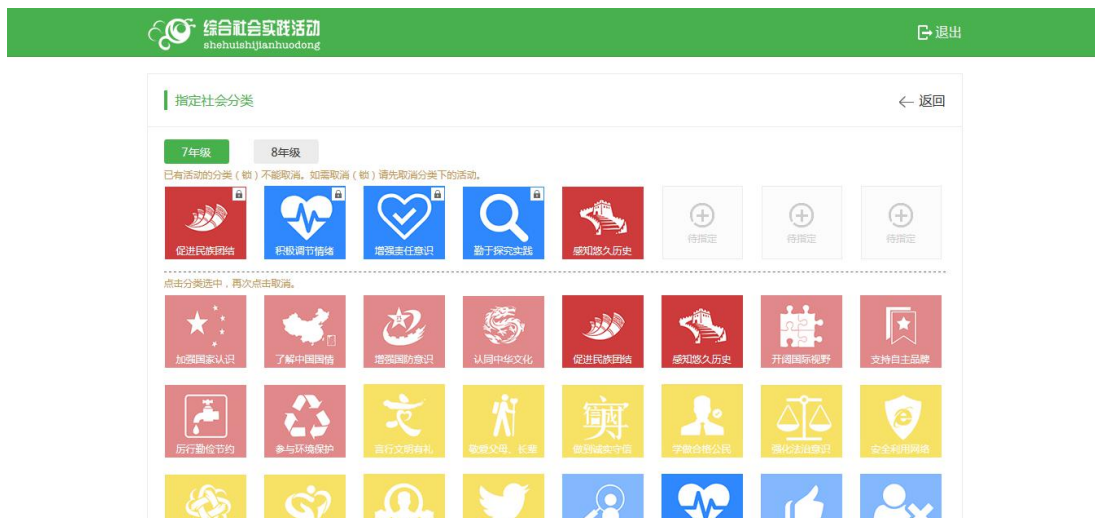 综合社会实践活动
shehuishijianhuodong
退出
指定社会分类
返回
7年级 8年级
已有活动的分类(锁)不能取消。如需取消(锁)请先取消分类下的活动。
促进民族团结 积极调节情绪 增强责任意识 勤于探究实践 感知悠久历史 待指定 待指定 待指定
点击分类选中,再次点击取消。
加强国家认识 了解中国国情 增强国防意识 认同中华文化 促进民族团结 感知悠久历史 开阔国际视野 支持自主品牌
厉行勤俭节约 参与环境保护 言行文明有礼 敬爱父母、长辈 做到诚实守信 学做合格公民 强化法治意识 安全利用网络